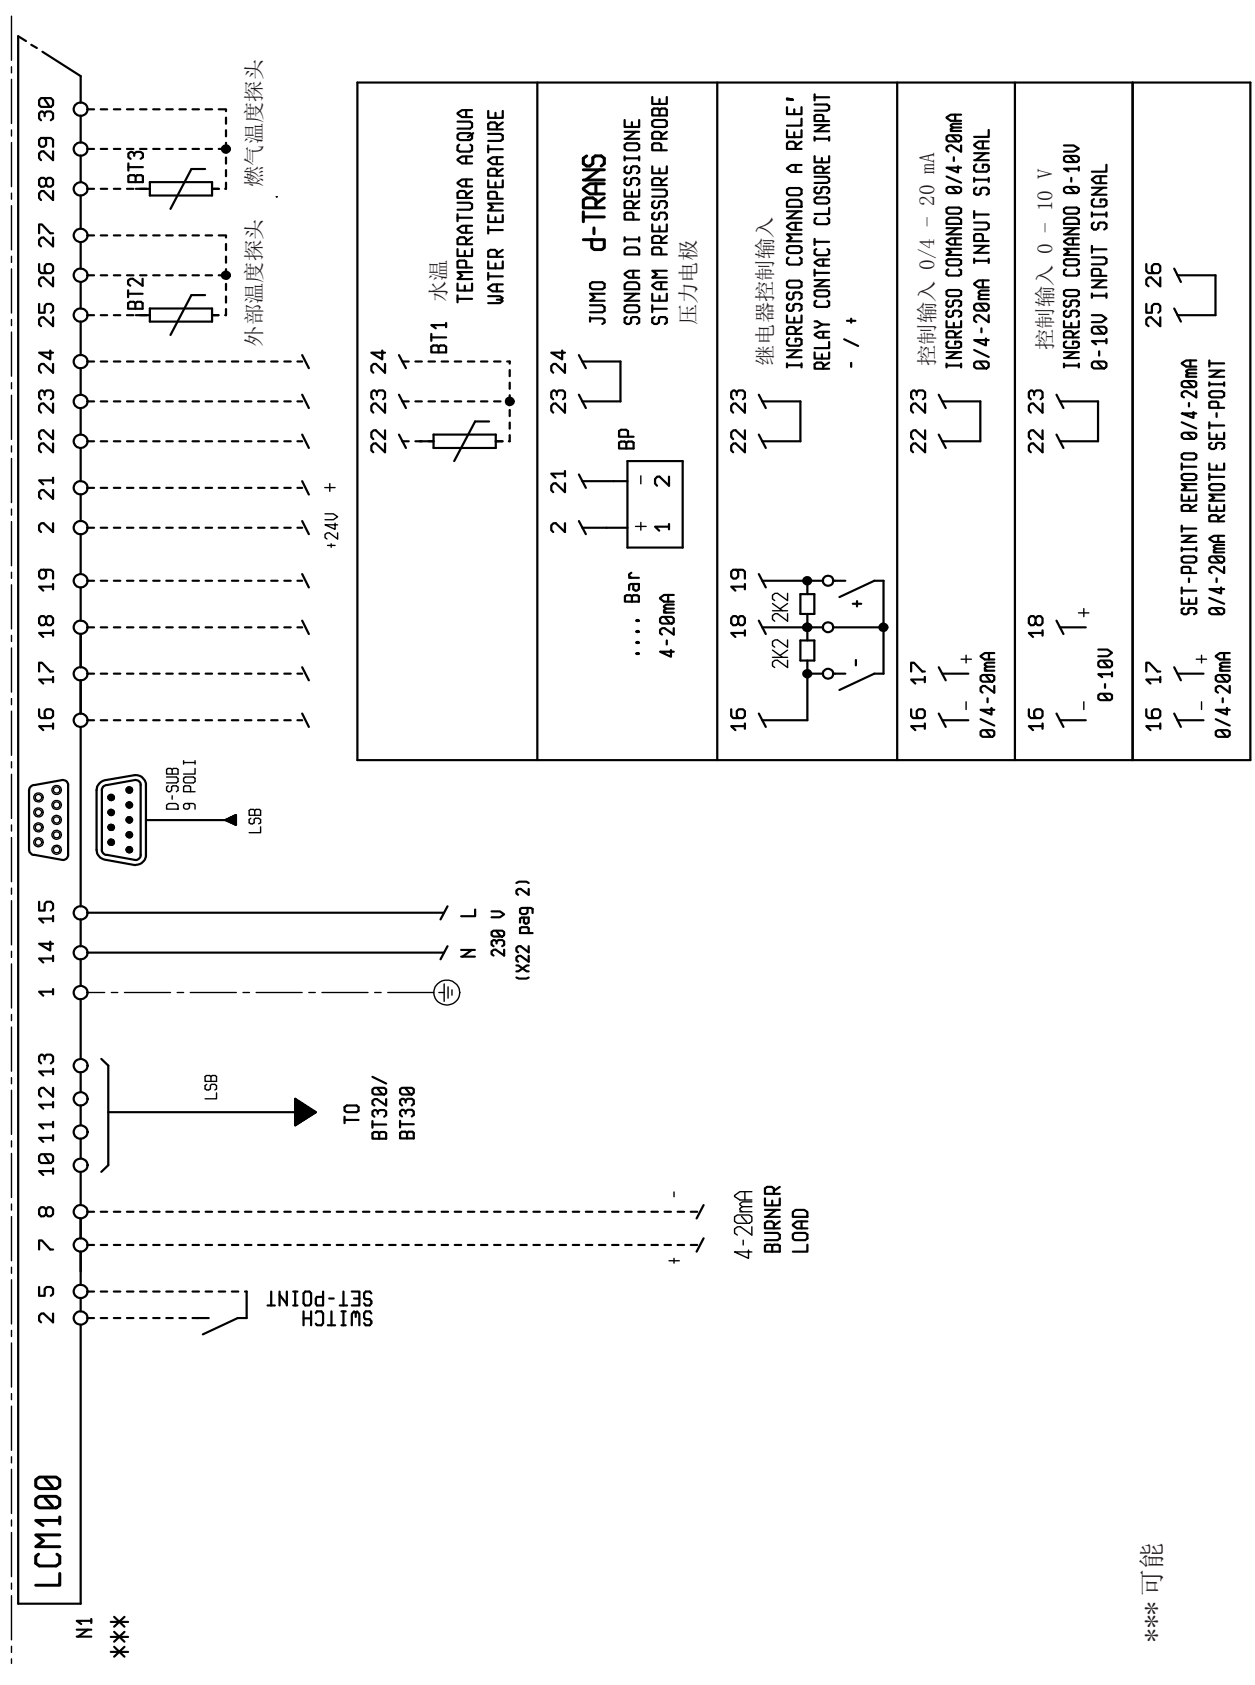 LCM100
N1
***
2 5 7 8 10 11 12 13 1 14 15 16 17 18 19 2 21 22 23 24 25 26 27 28 29 30
SWITCH
SET-POINT
+ -
4-20mA
BURNER
LOAD
LSB
TO
BT320/
BT330
N L
230 V
(X22 pag 2)
D-SUB
9 POLI
LSB
+24V +
BT2
外部温度探头
BT3
燃气温度探头
22 23 24
BT1
水温
TEMPERATURA ACQUA
WATER TEMPERATURE
2 21 23 24
BP
+ -
1 2
.... Bar
4-20mA
JUMO d-TRANS
SONDA DI PRESSIONE
STEAM PRESSURE PROBE
压力电极
16 18 19 22 23
2K2 2K2
- +
继电器控制输入
INGRESSO COMANDO A RELE'
RELAY CONTACT CLOSURE INPUT
- / +
16 17 22 23
- +
0/4-20mA
控制输入 0/4 - 20 mA
INGRESSO COMANDO 0/4-20mA
0/4-20mA INPUT SIGNAL
16 18 22 23
- +
0-10V
控制输入 0 - 10 V
INGRESSO COMANDO 0-10V
0-10V INPUT SIGNAL
16 17 25 26
- +
0/4-20mA
SET-POINT REMOTO 0/4-20mA
0/4-20mA REMOTE SET-POINT
*** 可能